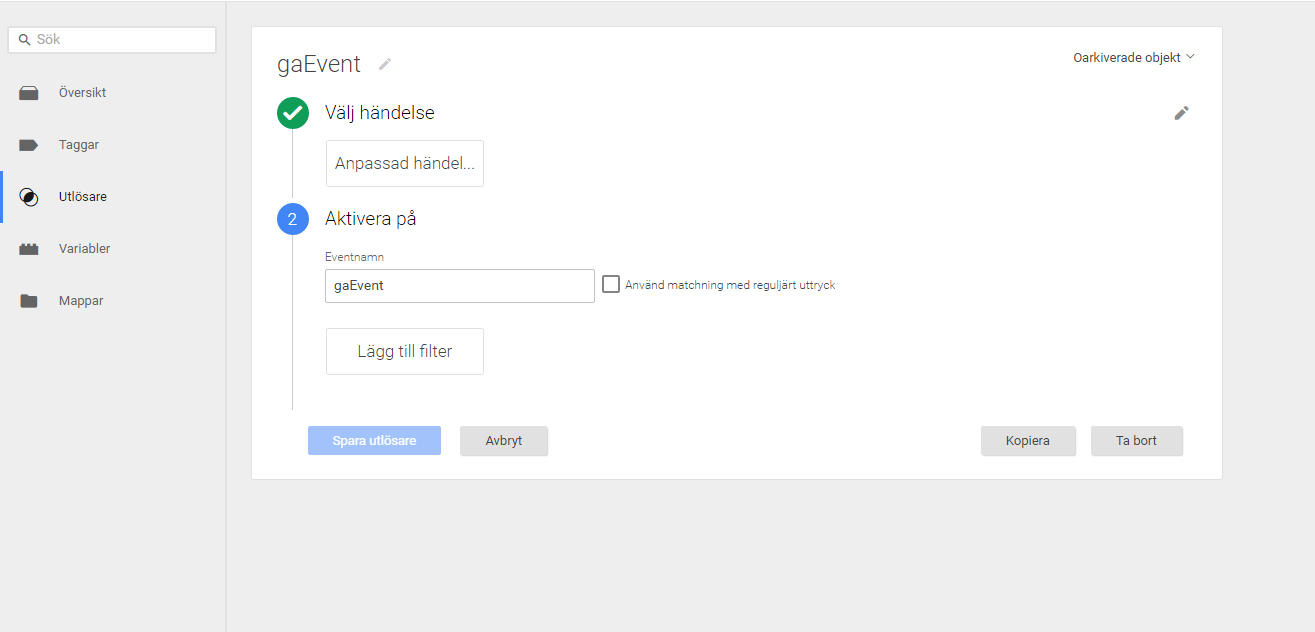 Sök
Översikt
Taggar
Utlösare
Variabler
Mappar
gaEvent
Oarkiverade objekt
Välj händelse
Anpassad händel...
2 Aktivera på
Eventnamn
gaEvent
Använd matchning med reguljärt uttryck
Lägg till filter
Spara utlösare Avbryt Kopiera Ta bort